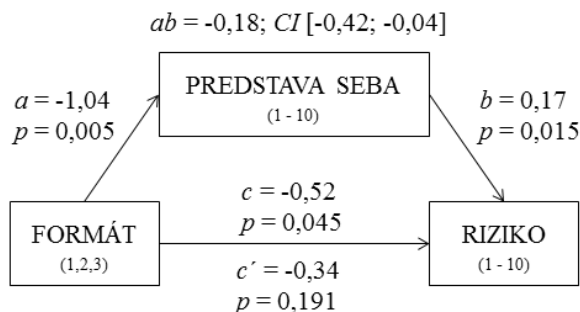 ab = -0,18; CI [-0,42; -0,04]
PREDSTAVA SEBA
(1 - 10)
a = -1,04
p = 0,005
b = 0,17
p = 0,015
c = -0,52
p = 0,045
FORMÁT
(1,2,3)
RIZIKO
(1 - 10)
c´ = -0,34
p = 0,191